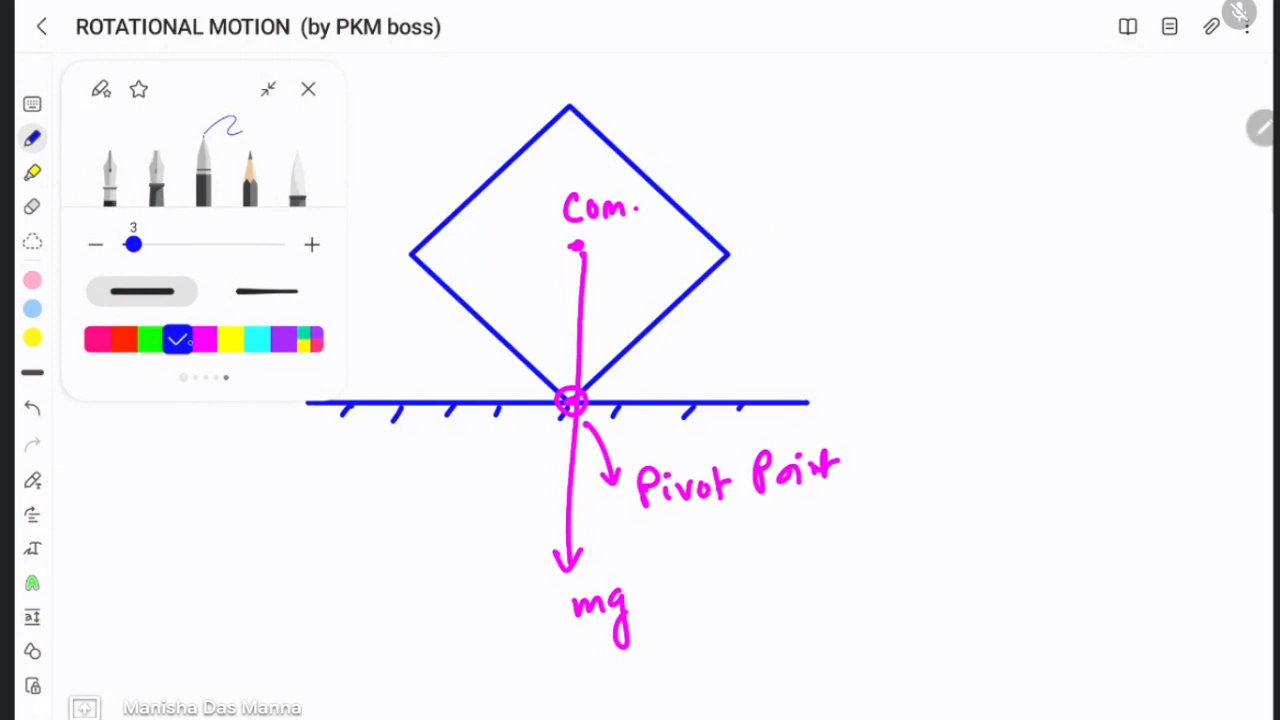 ROTATIONAL MOTION (by PKM boss)
3
Com.
Pivot Point
mg
Manisha Das Manna